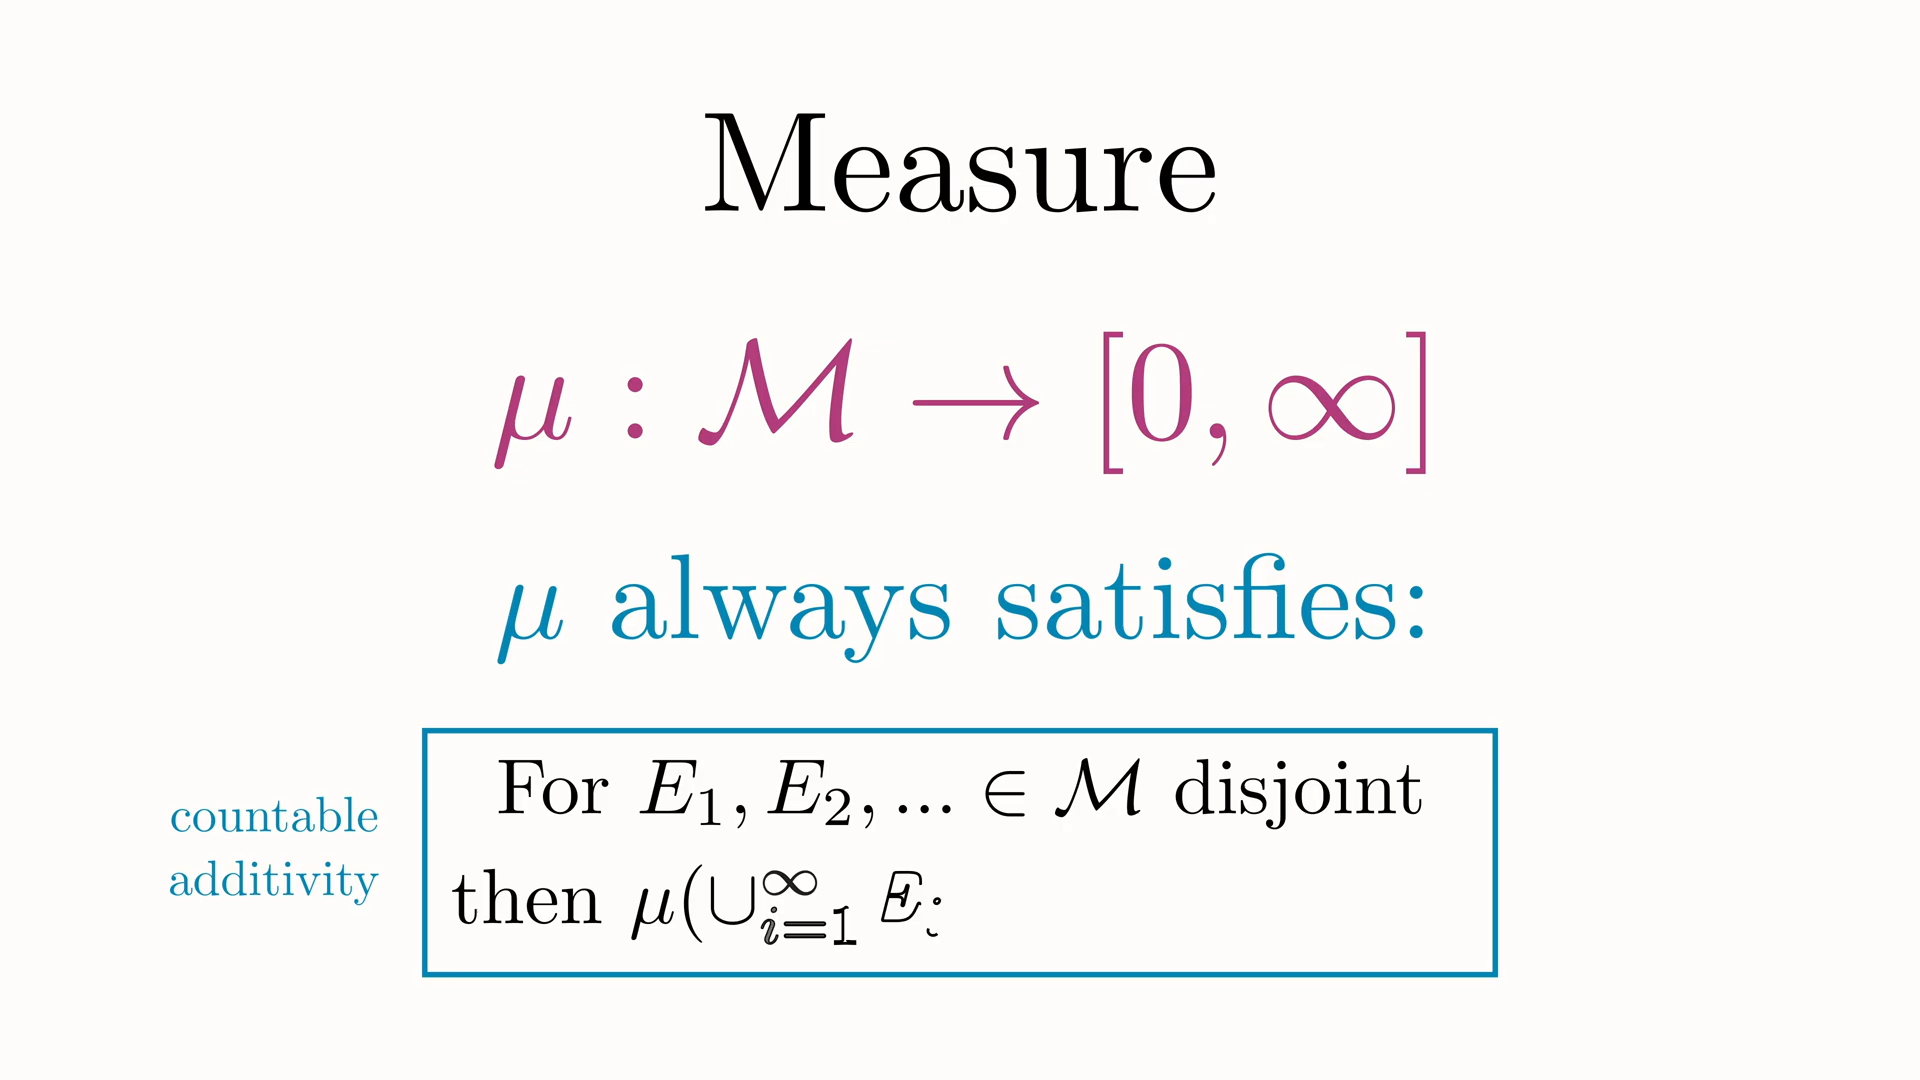 Measure
μ : ℳ → [0, ∞]
μ always satisfies:
countable
additivity
For E₁, E₂, ... ∈ ℳ disjoint
then μ(∪_{i=1}^∞ E